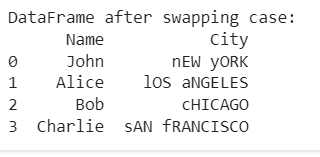 DataFrame after swapping case:
      Name           City
0     John       nEW yORK
1    Alice    lOS aNGELES
2      Bob        cHICAGO
3  Charlie  sAN fRANCISCO